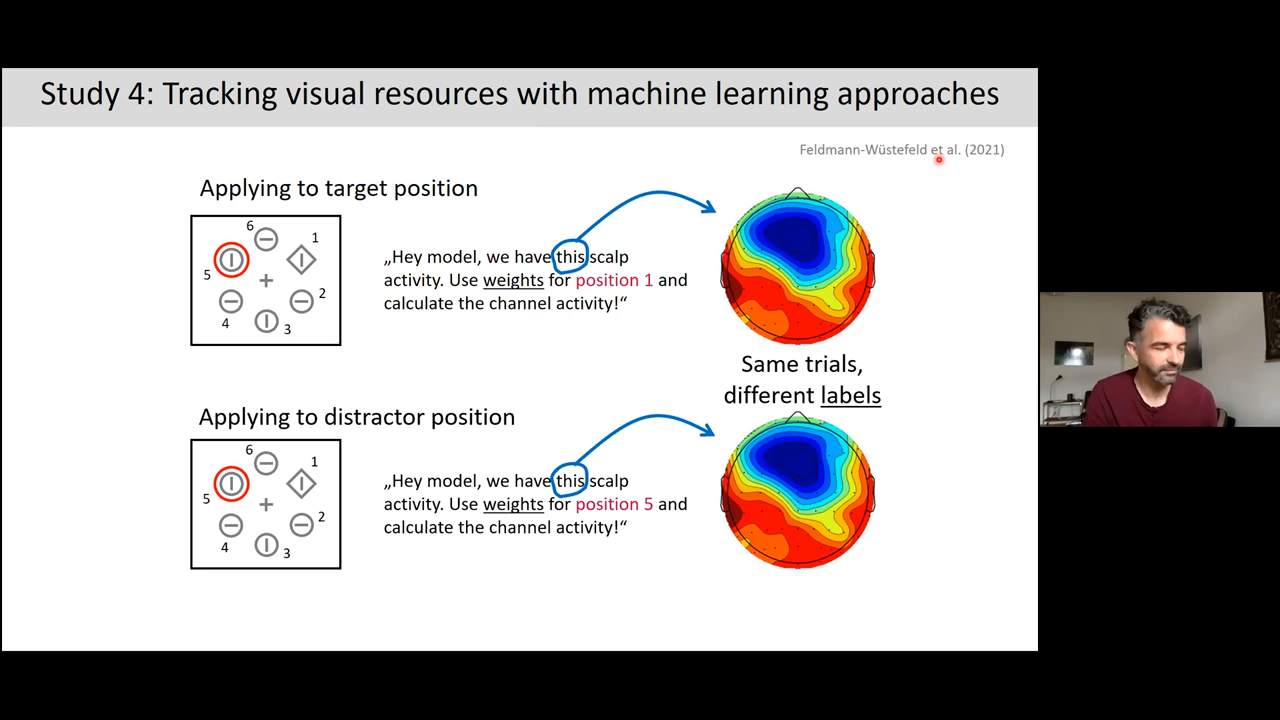 Study 4: Tracking visual resources with machine learning approaches
Feldmann-Wüstefeld et al. (2021)
Applying to target position
6
1
5
2
4
3
„Hey model, we have this scalp
activity. Use weights for position 1 and
calculate the channel activity!“
Same trials,
different labels
Applying to distractor position
6
1
5
2
4
3
„Hey model, we have this scalp
activity. Use weights for position 5 and
calculate the channel activity!“